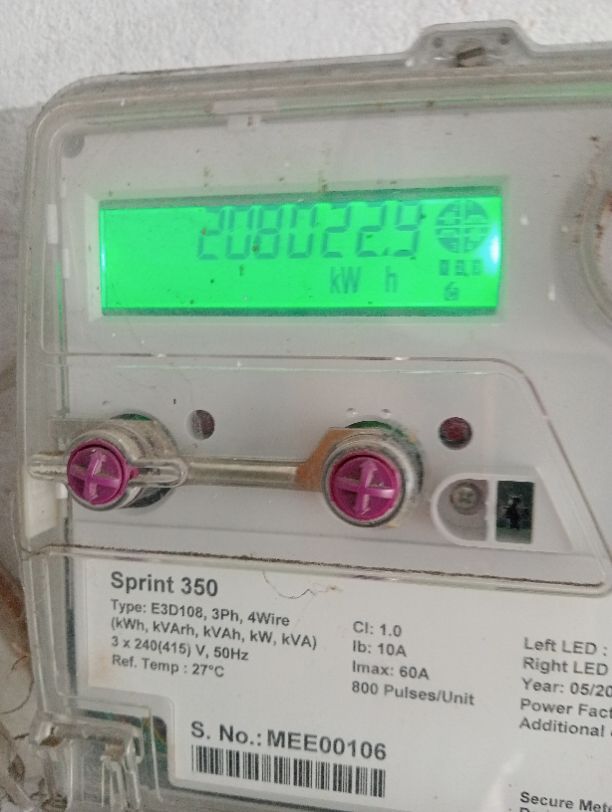 208022.9
kW h
Sprint 350
Type: E3D108, 3Ph, 4Wire
(kWh, kVArh, kVAh, kW, kVA)
3 x 240(415) V, 50Hz
Ref. Temp : 27°C
Cl: 1.0
Ib: 10A
Imax: 60A
800 Pulses/Unit
Left LED :
Right LED
Year: 05/20
Power Fact
Additional
S. No.: MEE00106
Secure Mete